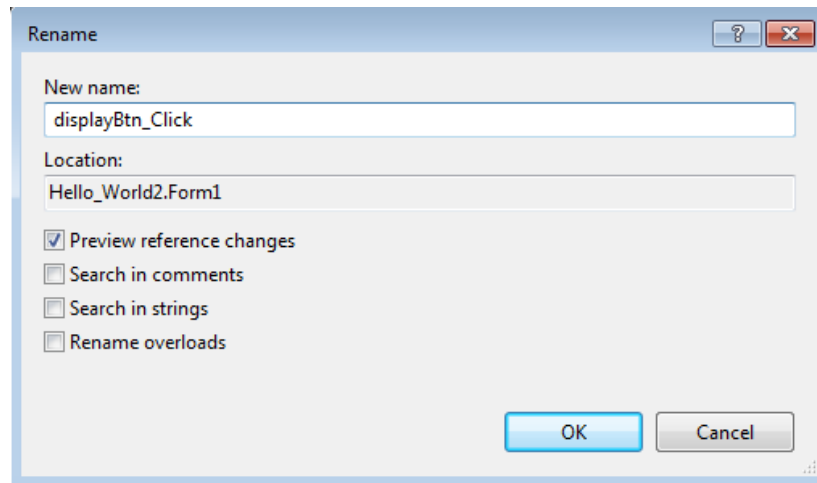 Rename
New name:
displayBtn_Click
Location:
Hello_World2.Form1
Preview reference changes
Search in comments
Search in strings
Rename overloads
OK Cancel